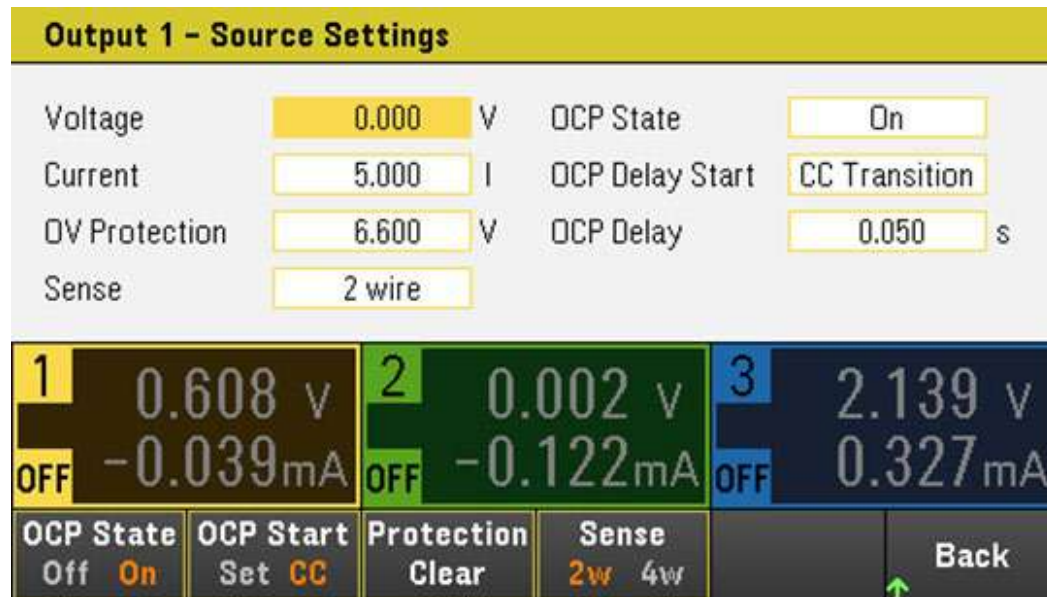 Output 1 – Source Settings
Voltage 0.000 V OCP State On
Current 5.000 I OCP Delay Start CC Transition
OV Protection 6.600 V OCP Delay 0.050 s
Sense 2 wire
1 0.608 V 2 0.002 V 3 2.139 V
OFF -0.039mA OFF -0.122mA OFF 0.327mA
OCP State OCP Start Protection Sense
Off On Set CC Clear 2w 4w Back